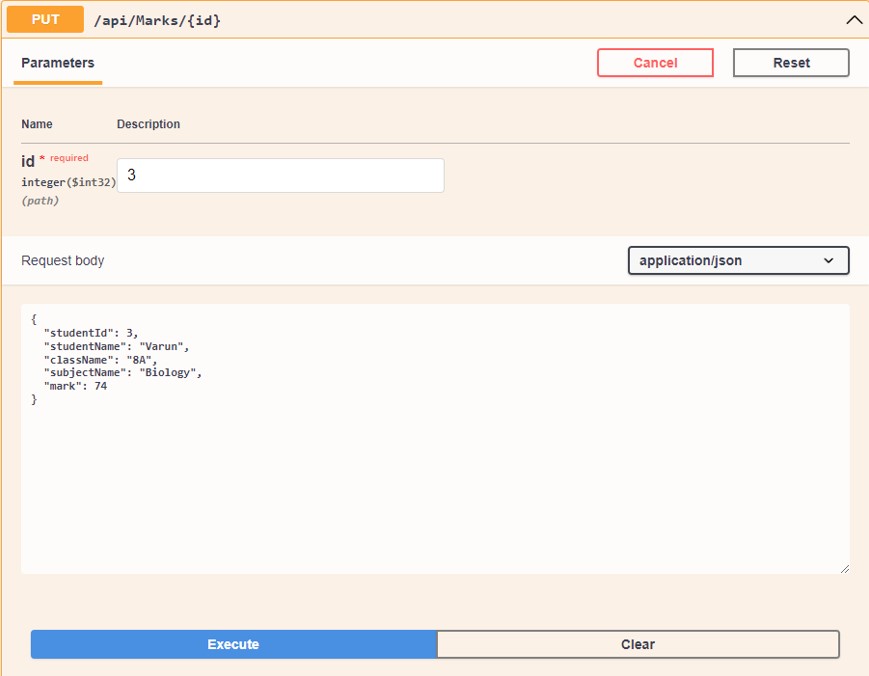 PUT /api/Marks/{id}
Parameters Cancel Reset
Name Description
id * required
integer($int32) 3
(path)
Request body application/json
{
  "studentId": 3,
  "studentName": "Varun",
  "className": "8A",
  "subjectName": "Biology",
  "mark": 74
}
Execute Clear